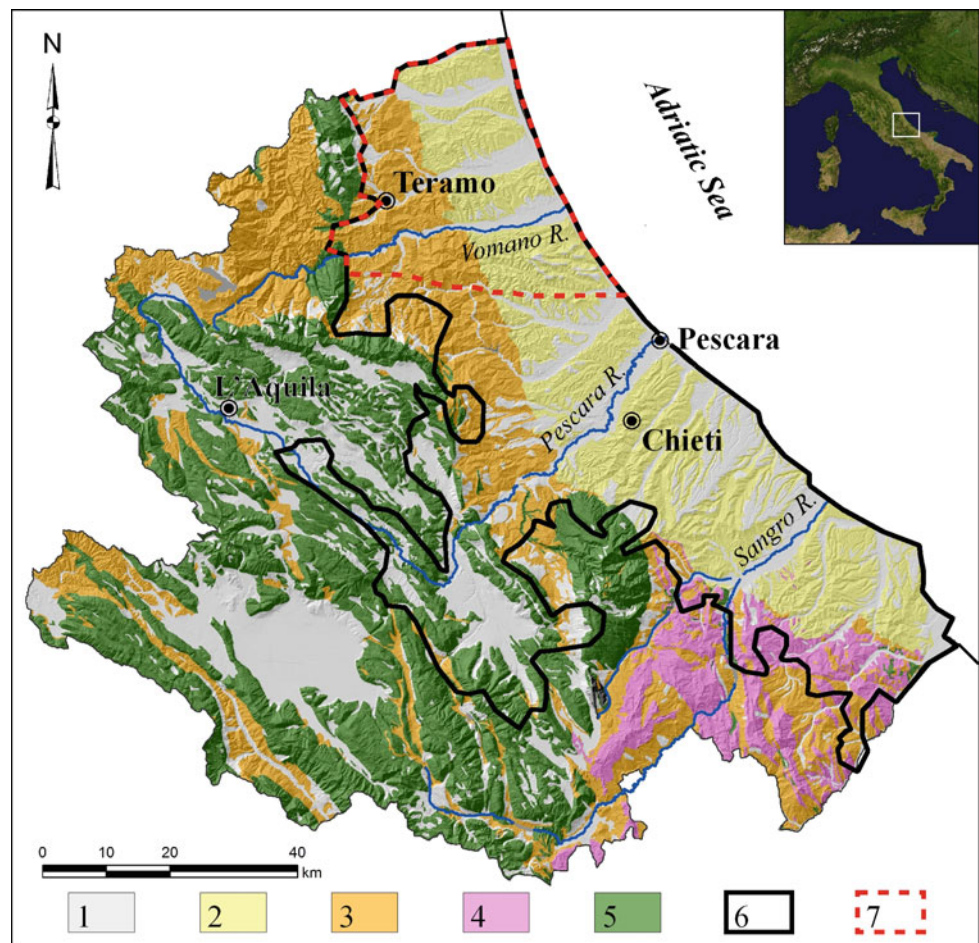 N
Adriatic Sea
Teramo
Vomano R.
Pescara
L'Aquila
Pescara R.
Chieti
Sangro R.
0 10 20 40
km
1 2 3 4 5 6 7